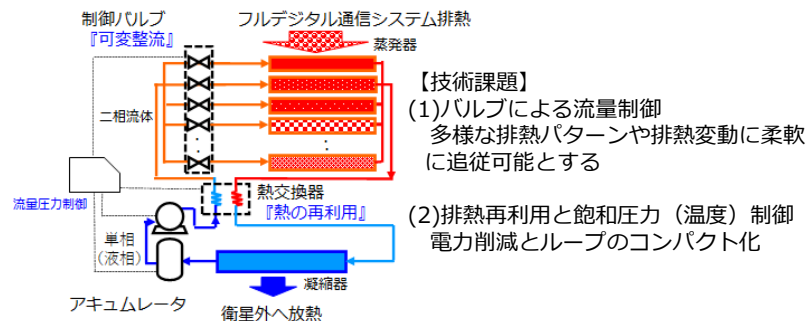 制御バルブ
『可変整流』
フルデジタル通信システム排熱
蒸発器
二相流体
【技術課題】
(1)バルブによる流量制御
多様な排熱パターンや排熱変動に柔軟
に追従可能とする
流量圧力制御
熱交換器
『熱の再利用』
(2)排熱再利用と飽和圧力（温度）制御
電力削減とループのコンパクト化
単相
(液相)
凝縮器
アキュムレータ
衛星外へ放熱